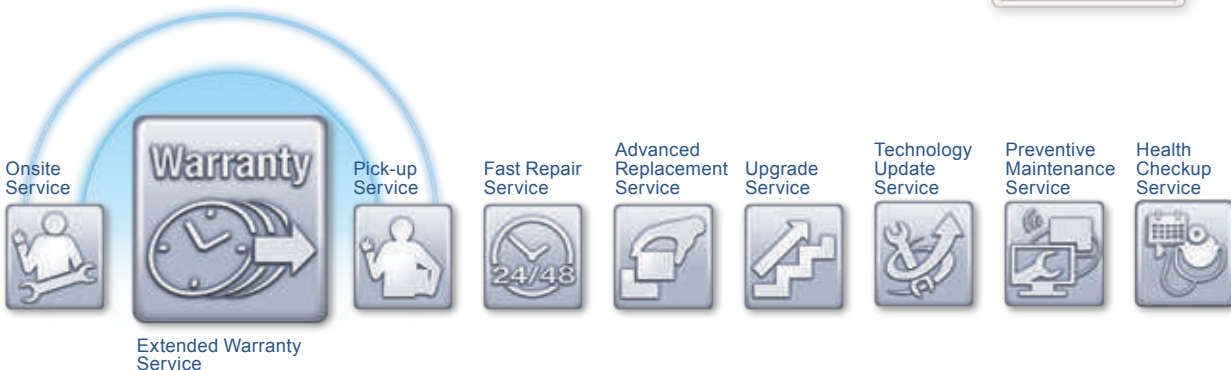 Onsite
Service
Warranty
Extended Warranty
Service
Pick-up
Service
Fast Repair
Service
24/48
Advanced
Replacement
Service
Upgrade
Service
Technology
Update
Service
Preventive
Maintenance
Service
Health
Checkup
Service